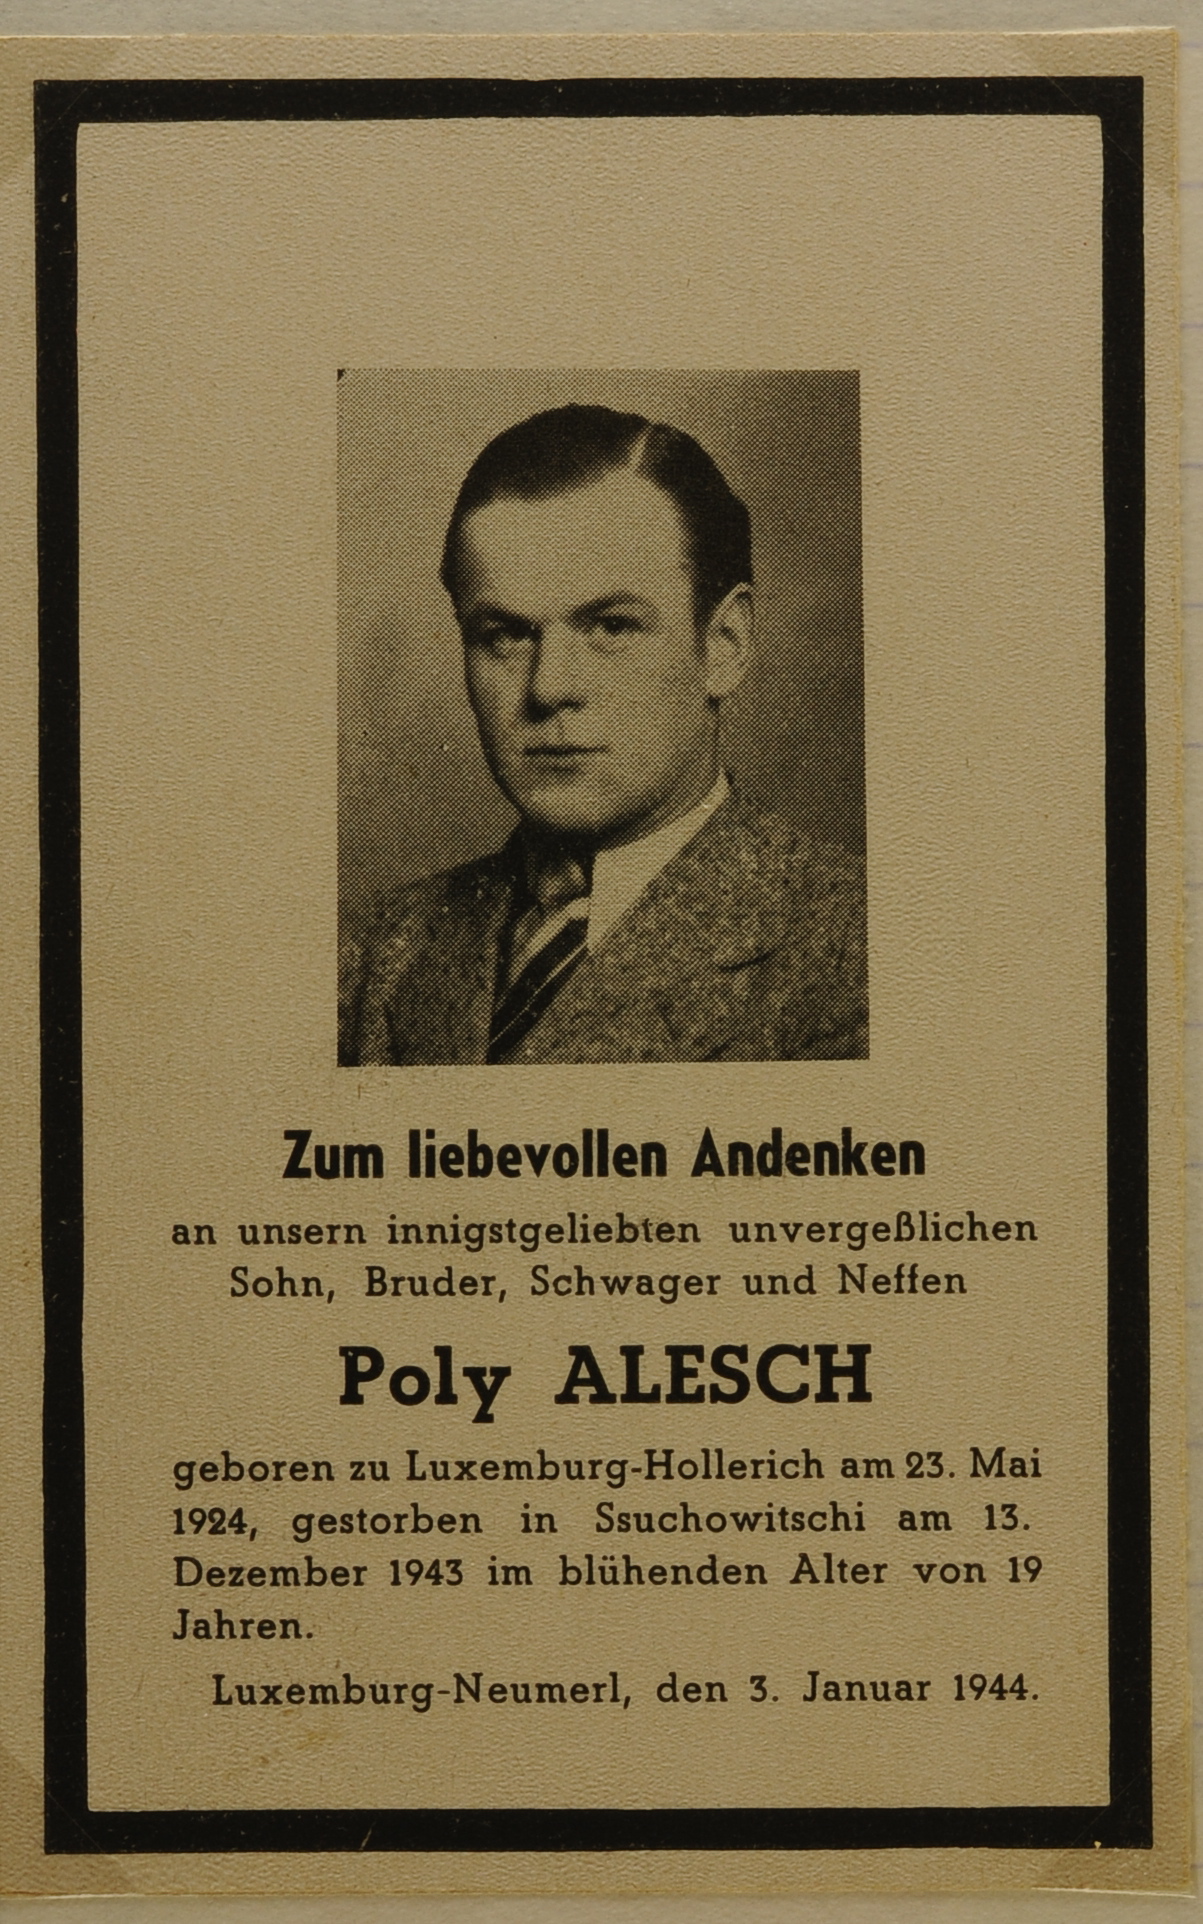 Zum liebevollen Andenken
an unsern innigstgeliebten unvergeßlichen
Sohn, Bruder, Schwager und Neffen
Poly ALESCH
geboren zu Luxemburg-Hollerich am 23. Mai
1924, gestorben in Ssuchowitschi am 13.
Dezember 1943 im blühenden Alter von 19
Jahren.
Luxemburg-Neumerl, den 3. Januar 1944.